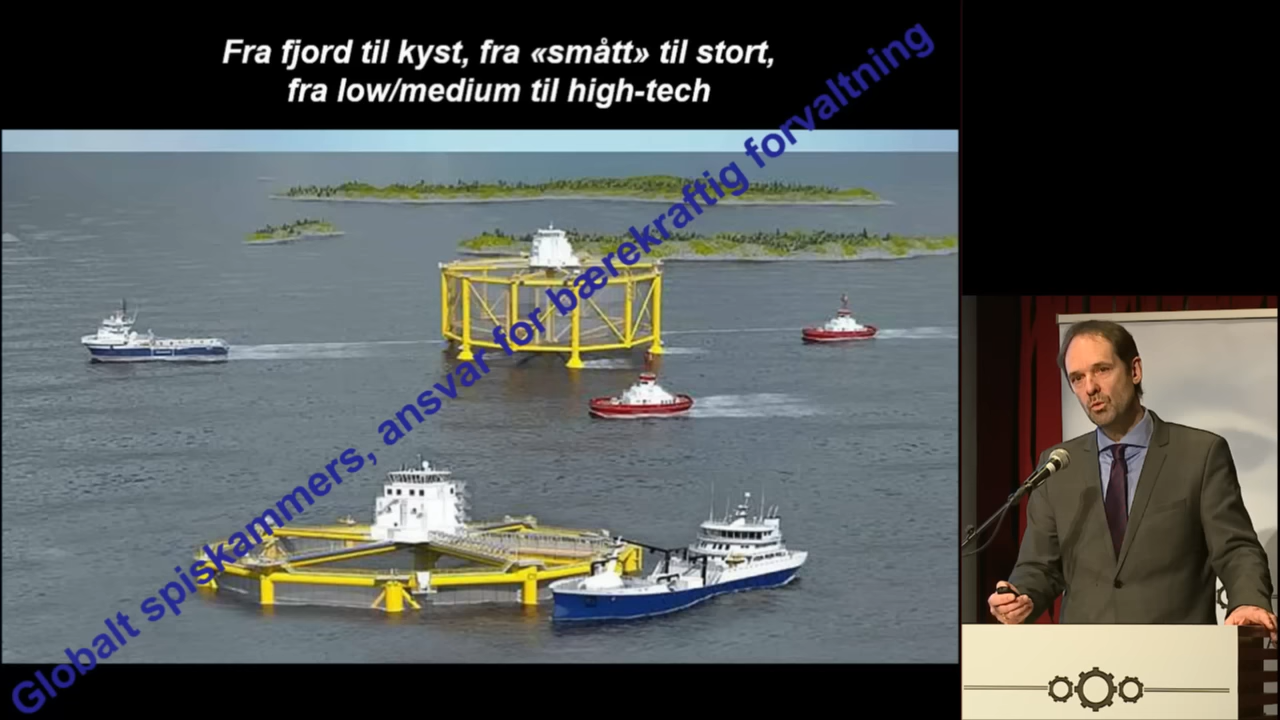 Fra fjord til kyst, fra «smått» til stort,
fra low/medium til high-tech
Globalt spiskammers, ansvar for bærekraftig forvaltning